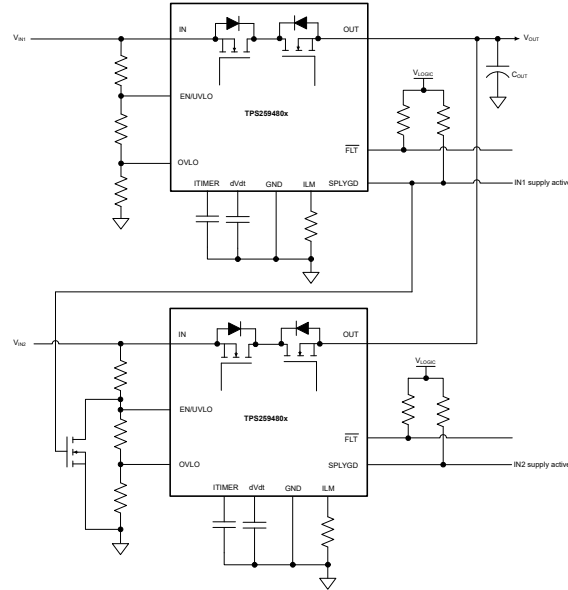 VIN1
IN
OUT
VOUT
VLOGIC
COUT
EN/UVLO
TPS259480x
FLT
OVLO
SPLYGD
IN1 supply active
ITIMER dVdt GND ILM
VIN2
IN
OUT
VLOGIC
EN/UVLO
TPS259480x
FLT
OVLO
SPLYGD
IN2 supply active
ITIMER dVdt GND ILM